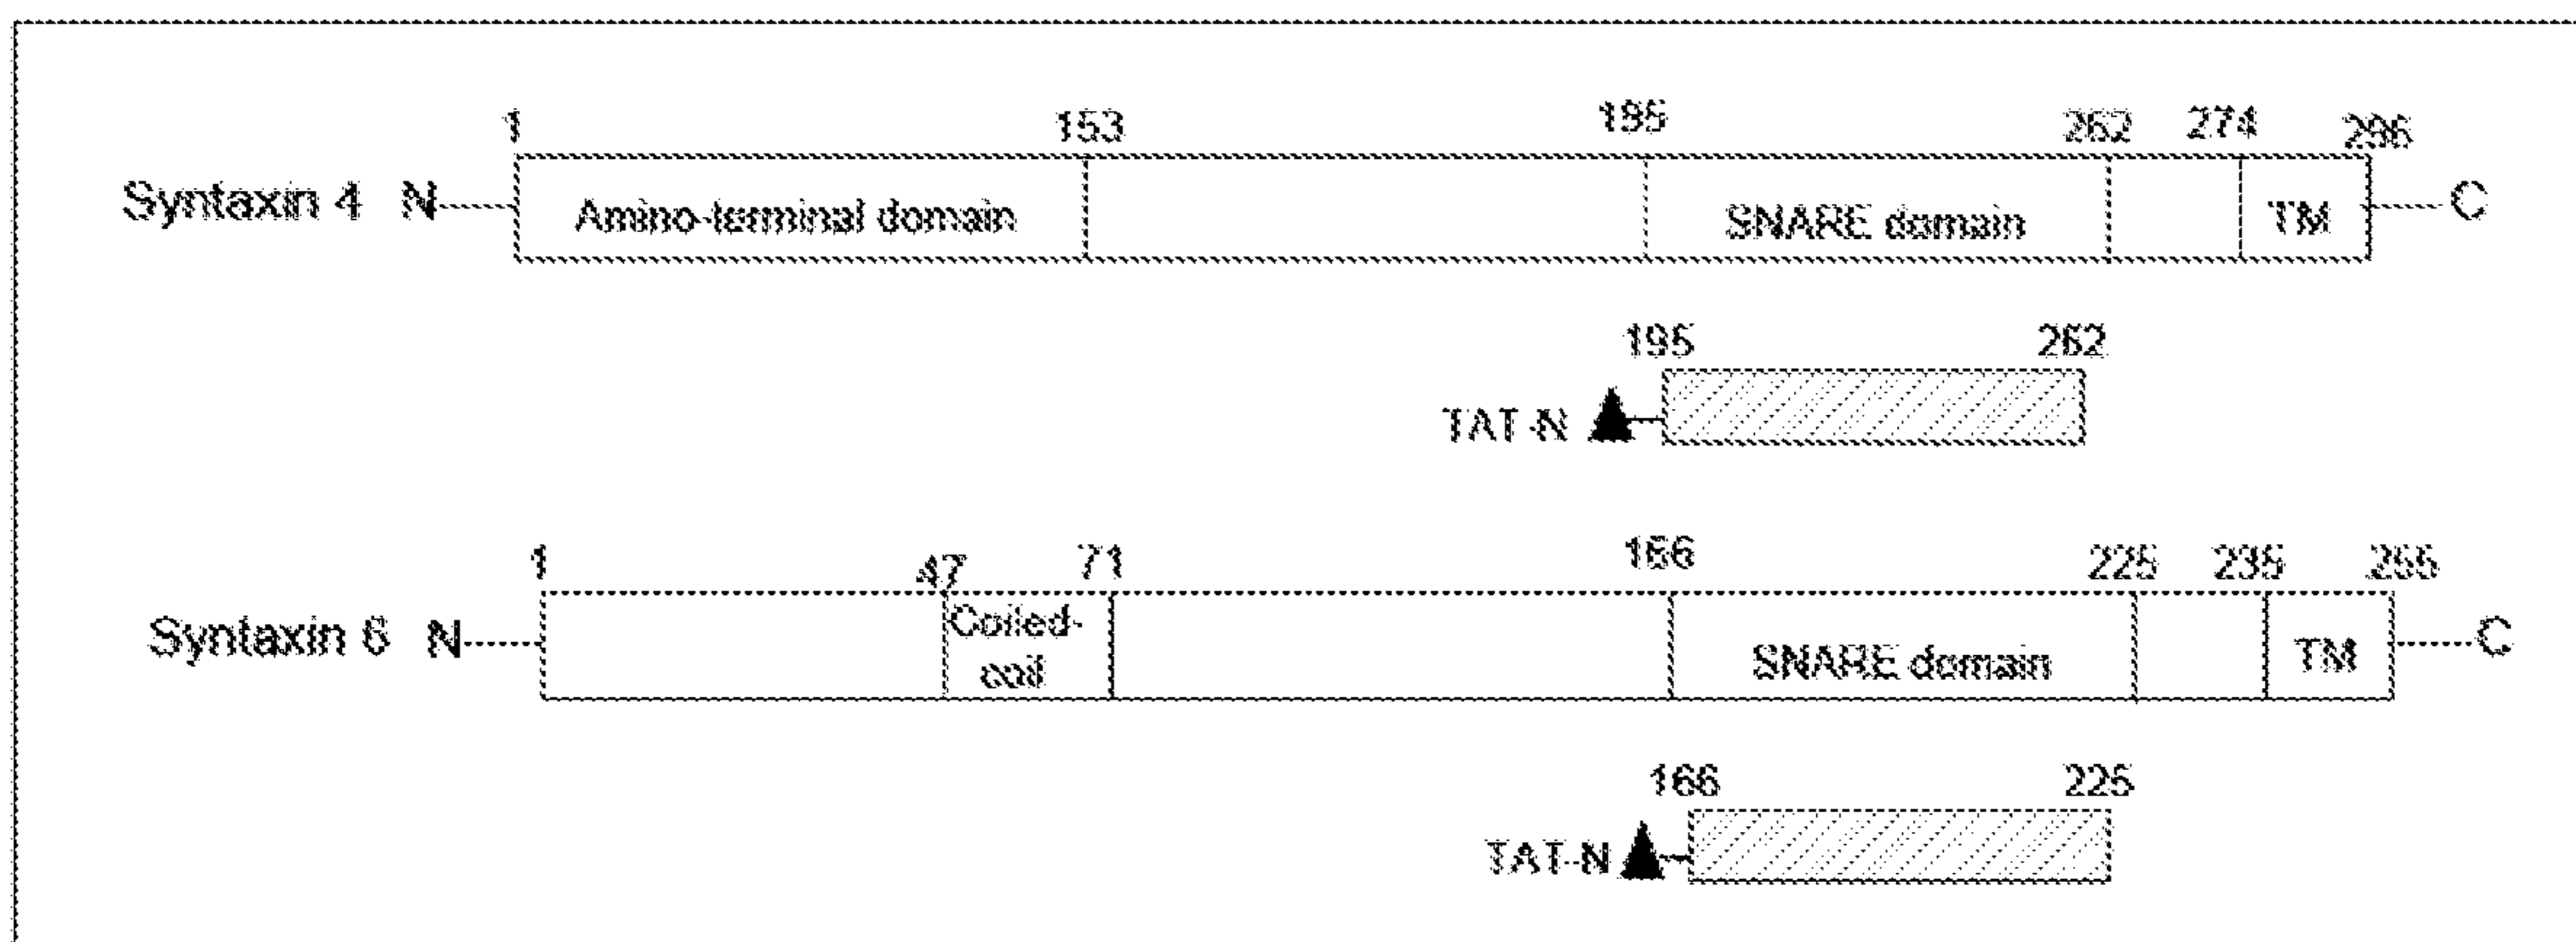 1 153 195 262 274 296
Syntaxin 4 N Amino-terminal domain SNARE domain TM C
195 262
TAT-N
1 47 71 166 225 235 255
Syntaxin 6 N Coiled-
coil SNARE domain TM C
166 225
TAT-N